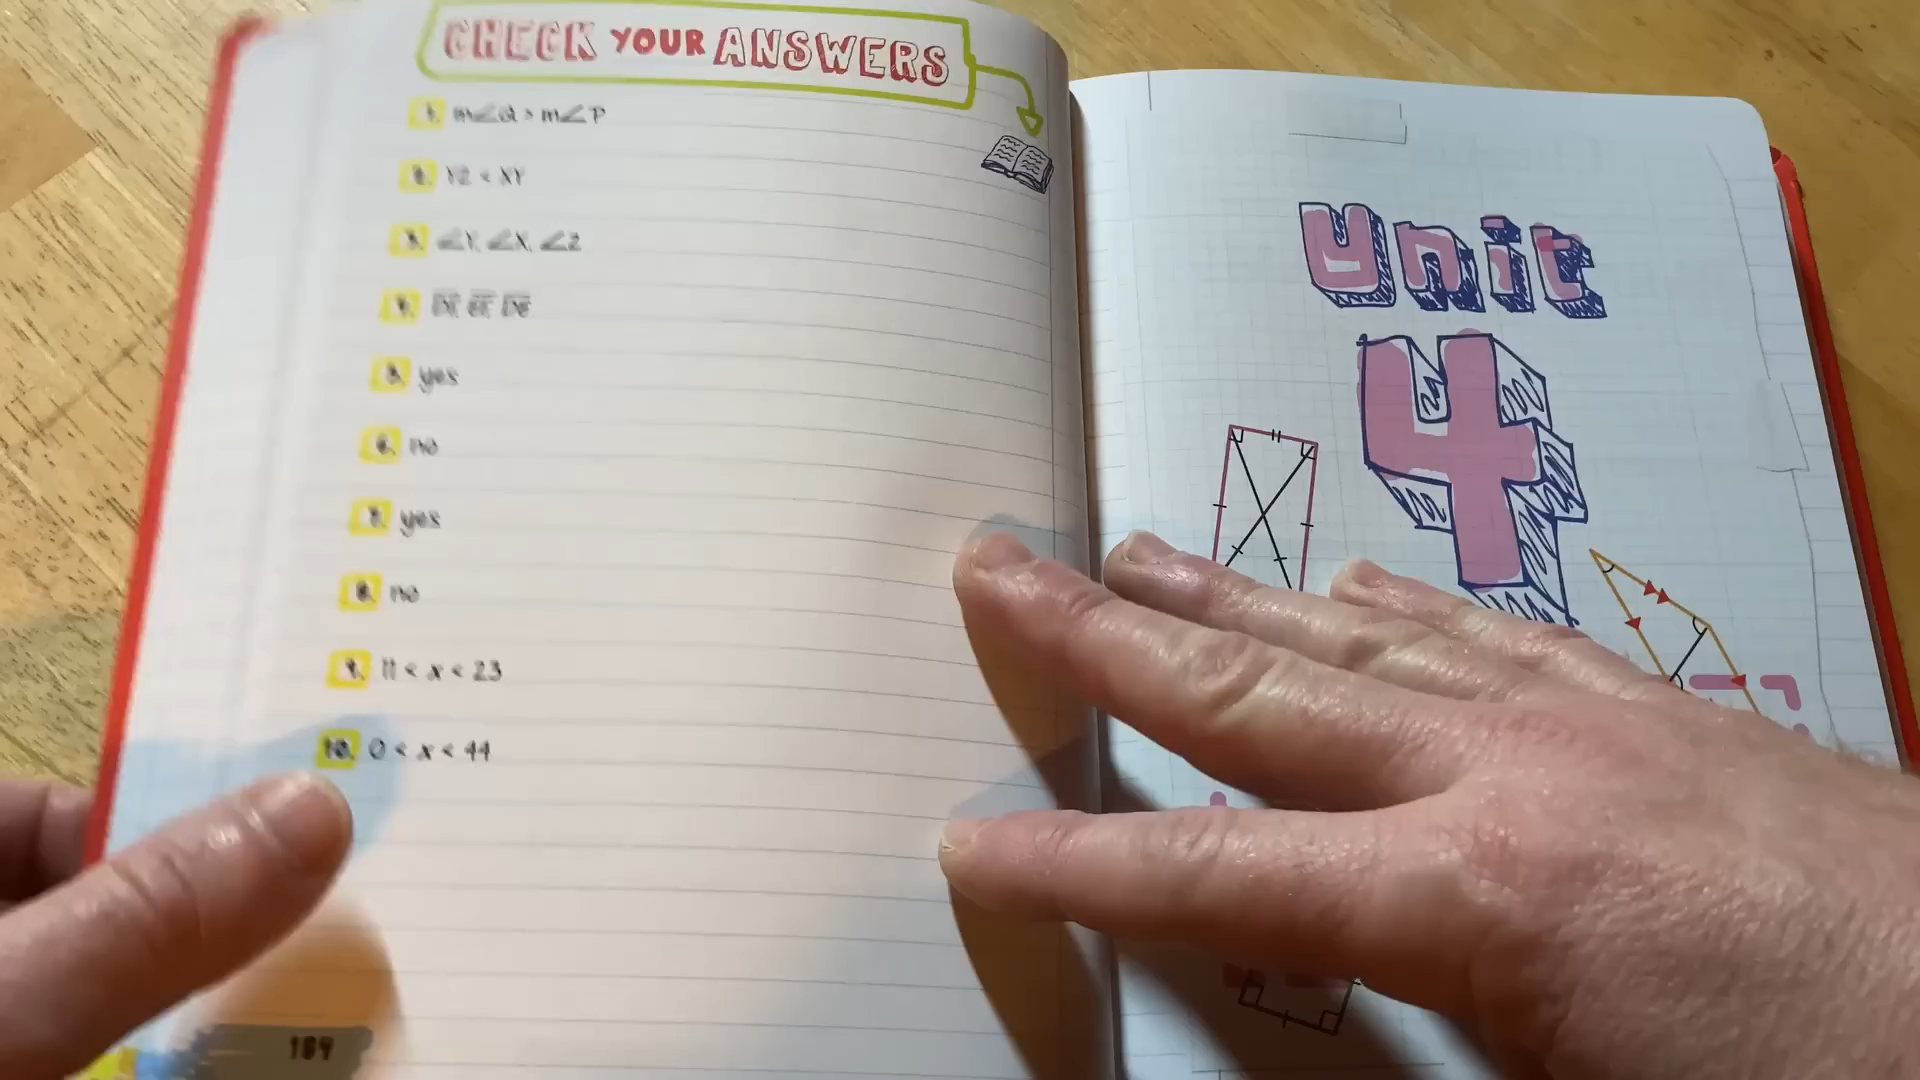 CHECK YOUR ANSWERS
1. m∠Q > m∠P
2. YZ < XY
3. ∠Y, ∠X, ∠Z
4.
5. yes
6. no
7. yes
8. no
9. 11 < x < 23
10. 0 < x < 44
184
Unit
4